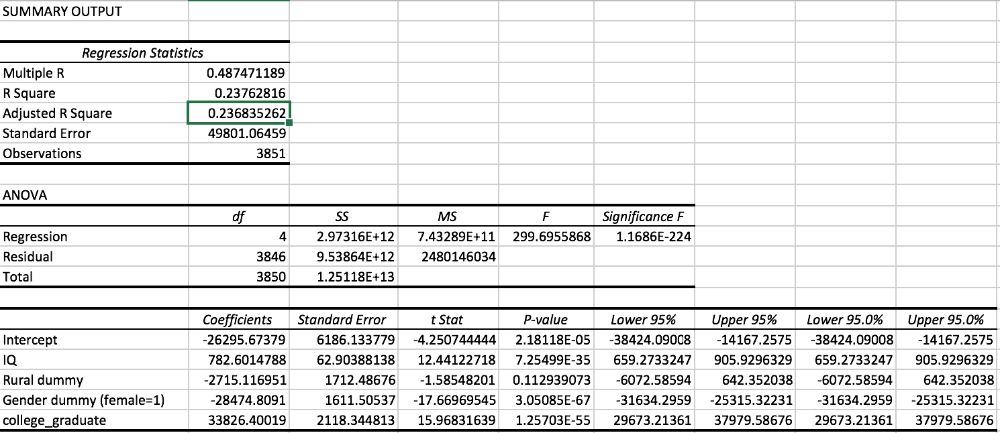 SUMMARY OUTPUT
Regression Statistics
Multiple R 0.487471189
R Square 0.23762816
Adjusted R Square 0.236835262
Standard Error 49801.06459
Observations 3851
ANOVA
df SS MS F Significance F
Regression 4 2.97316E+12 7.43289E+11 299.6955868 1.1686E-224
Residual 3846 9.53864E+12 2480146034
Total 3850 1.25118E+13
Coefficients Standard Error t Stat P-value Lower 95% Upper 95% Lower 95.0% Upper 95.0%
Intercept -26295.67379 6186.133779 -4.250744444 2.18118E-05 -38424.09008 -14167.2575 -38424.09008 -14167.2575
IQ 782.6014788 62.90388138 12.44122718 7.25499E-35 659.2733247 905.9296329 659.2733247 905.9296329
Rural dummy -2715.116951 1712.48676 -1.58548201 0.112939073 -6072.58594 642.352038 -6072.58594 642.352038
Gender dummy (female=1) -28474.8091 1611.50537 -17.66969545 3.05085E-67 -31634.2959 -25315.32231 -31634.2959 -25315.32231
college_graduate 33826.40019 2118.344813 15.96831639 1.25703E-55 29673.21361 37979.58676 29673.21361 37979.58676